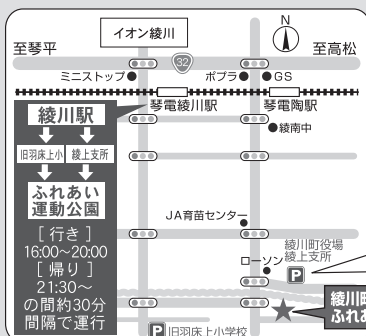 イオン綾川
N
至琴平
32
至高松
ミニストップ
ポプラ
GS
琴電綾川駅
琴電陶駅
綾川駅
旧羽床上小
綾上支所
ふれあい
運動公園
[行き]
16:00~20:00
[帰り]
21:30~
の間約30分
間隔で運行
綾南中
JA育苗センター
綾川町役場
綾上支所
ローソン
P
P 旧羽床上小学校
綾川町
ふれあ